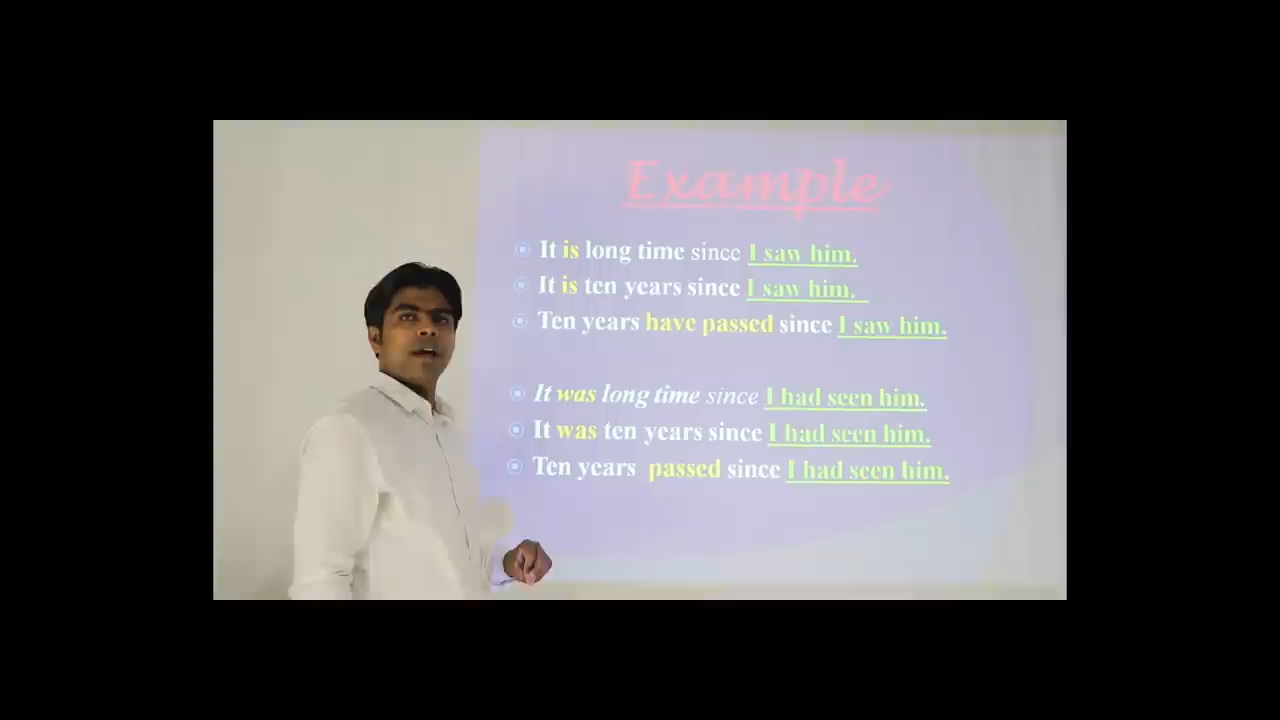 Example
It is long time since I saw him.
It is ten years since I saw him.
Ten years have passed since I saw him.
It was long time since I had seen him.
It was ten years since I had seen him.
Ten years passed since I had seen him.